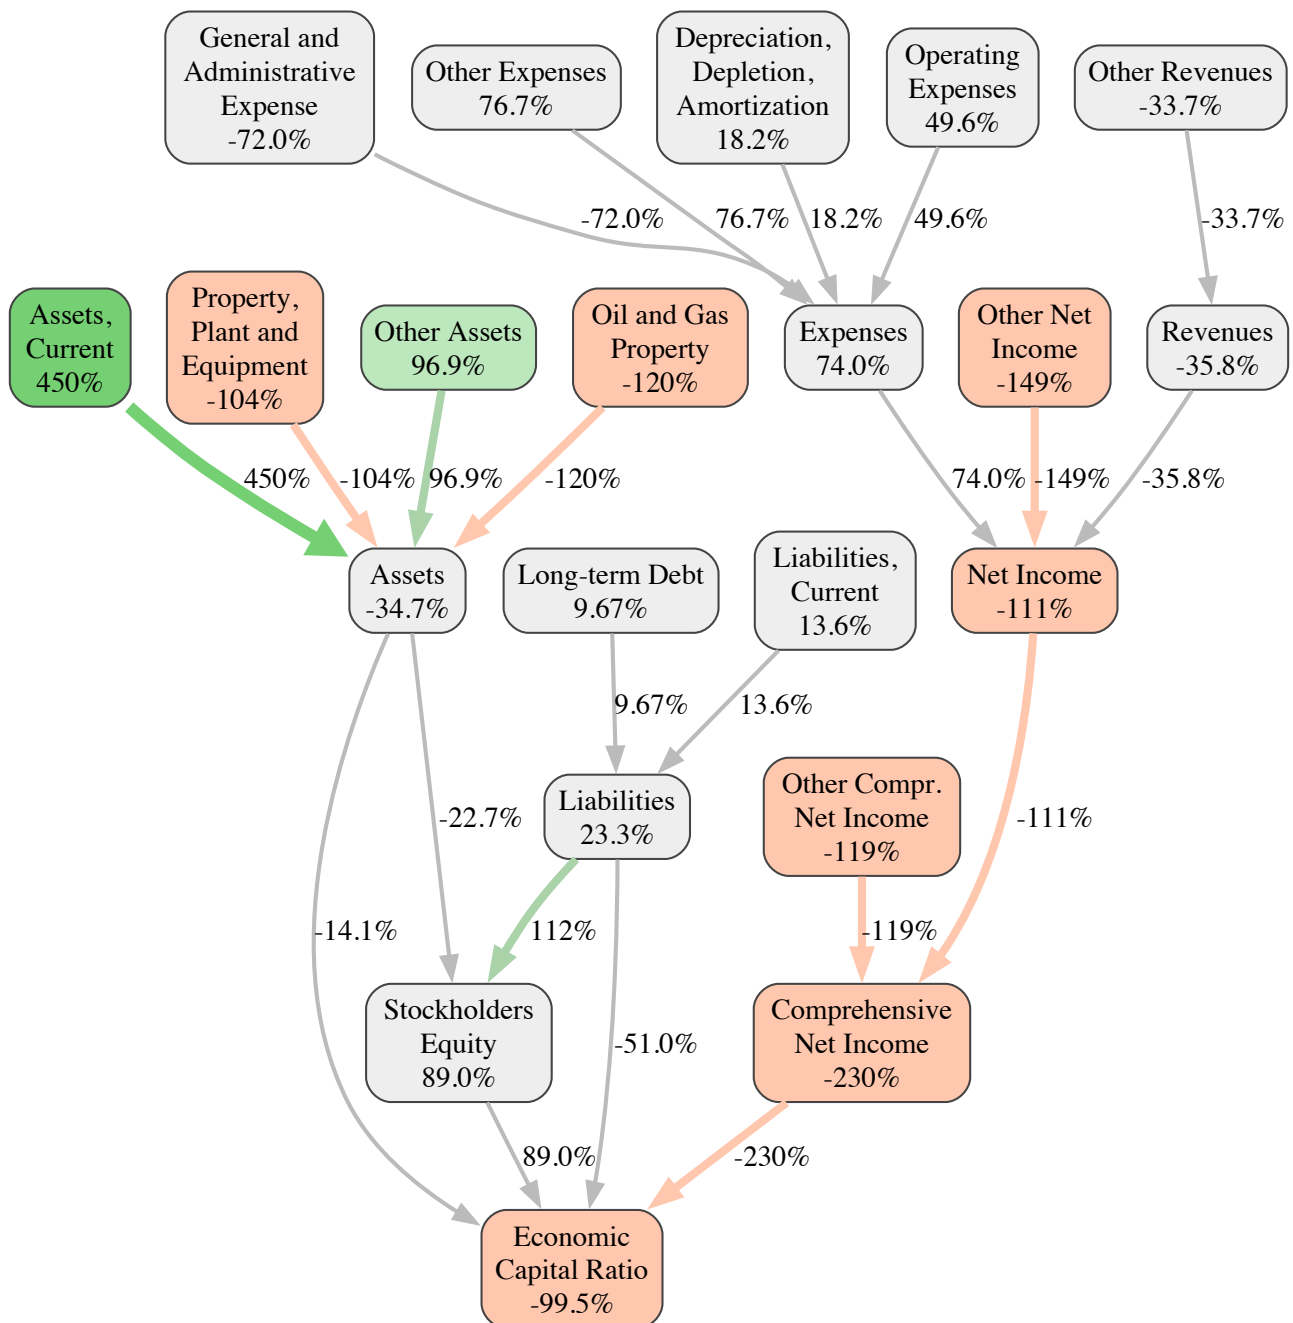 General and
Administrative
Expense
-72.0%
Other Expenses
76.7%
Depreciation,
Depletion,
Amortization
18.2%
Operating
Expenses
49.6%
Other Revenues
-33.7%
-72.0%
76.7%
18.2%
49.6%
-33.7%
Assets,
Current
450%
Property,
Plant and
Equipment
-104%
Other Assets
96.9%
Oil and Gas
Property
-120%
Expenses
74.0%
Other Net
Income
-149%
Revenues
-35.8%
450%
-104%
96.9%
-120%
74.0%
-149%
-35.8%
Assets
-34.7%
Long-term Debt
9.67%
Liabilities,
Current
13.6%
Net Income
-111%
9.67%
13.6%
-22.7%
Liabilities
23.3%
Other Compr.
Net Income
-119%
-111%
-14.1%
112%
-119%
Stockholders
Equity
89.0%
-51.0%
Comprehensive
Net Income
-230%
89.0%
-230%
Economic
Capital Ratio
-99.5%